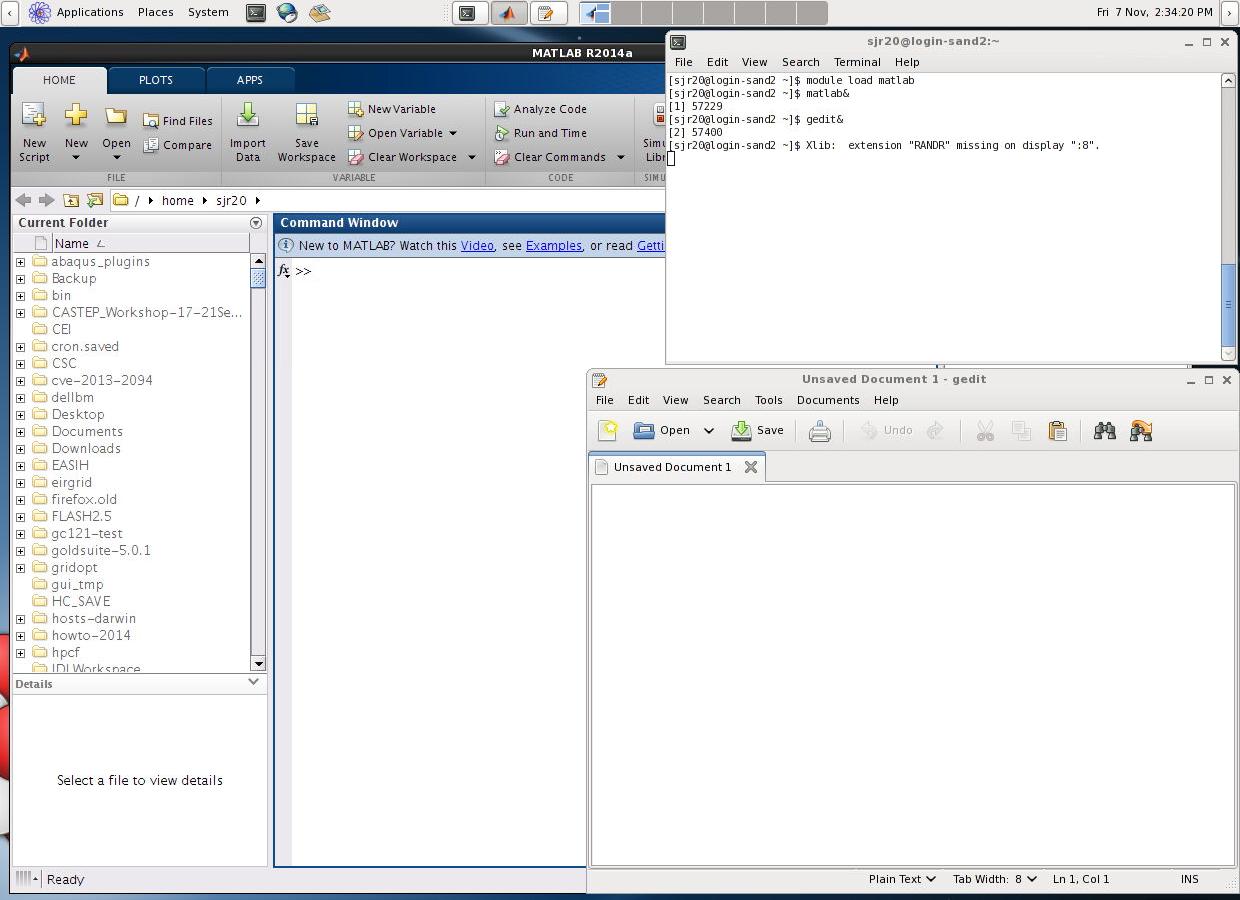 Applications Places System
Fri 7 Nov, 2:34:20 PM
MATLAB R2014a
HOME PLOTS APPS
New Script
New
Open
Find Files
Compare
FILE
Import Data
Save Workspace
New Variable
Open Variable
Clear Workspace
VARIABLE
Analyze Code
Run and Time
Clear Commands
CODE
Simu
Libr
SIMU
/ home sjr20
Current Folder
Name
abaqus_plugins
Backup
bin
CASTEP_Workshop-17-21Se...
CEI
cron.saved
CSC
cve-2013-2094
dellbm
Desktop
Documents
Downloads
EASIH
eirgrid
firefox.old
FLASH2.5
gc121-test
goldsuite-5.0.1
gridopt
gui_tmp
HC_SAVE
hosts-darwin
howto-2014
hpcf
IDLWorkspace
Details
Select a file to view details
Ready
Command Window
New to MATLAB? Watch this Video, see Examples, or read Getti
fx >>
sjr20@login-sand2:~
File Edit View Search Terminal Help
[sjr20@login-sand2 ~]$ module load matlab
[sjr20@login-sand2 ~]$ matlab&
[1] 57229
[sjr20@login-sand2 ~]$ gedit&
[2] 57400
[sjr20@login-sand2 ~]$ Xlib:  extension "RANDR" missing on display ":8".
Unsaved Document 1 - gedit
File Edit View Search Tools Documents Help
Open Save Undo
Unsaved Document 1
Plain Text Tab Width: 8 Ln 1, Col 1 INS